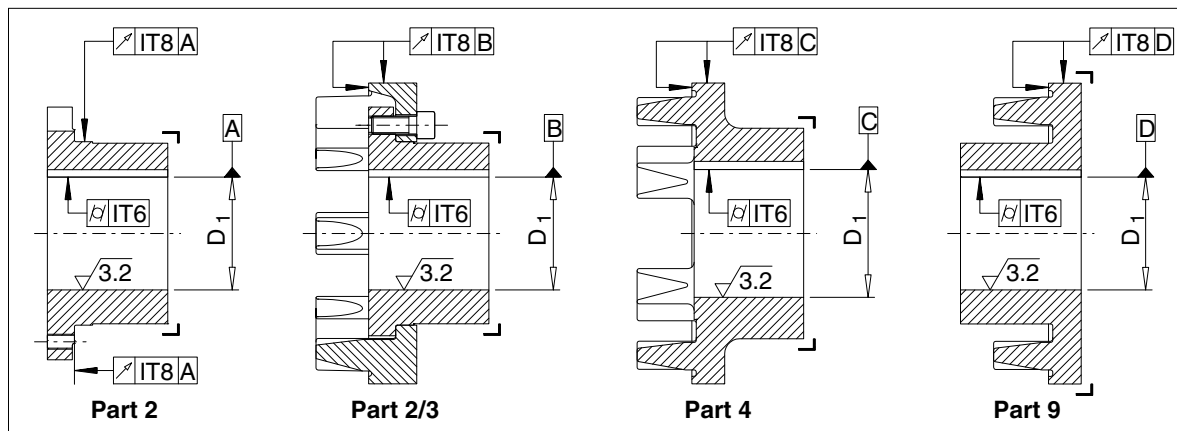 IT8 A
IT8 B
IT8 C
IT8 D
A
B
C
D
IT6
IT6
IT6
IT6
D1
D1
D1
D1
3.2
3.2
3.2
3.2
IT8 A
Part 2
Part 2/3
Part 4
Part 9